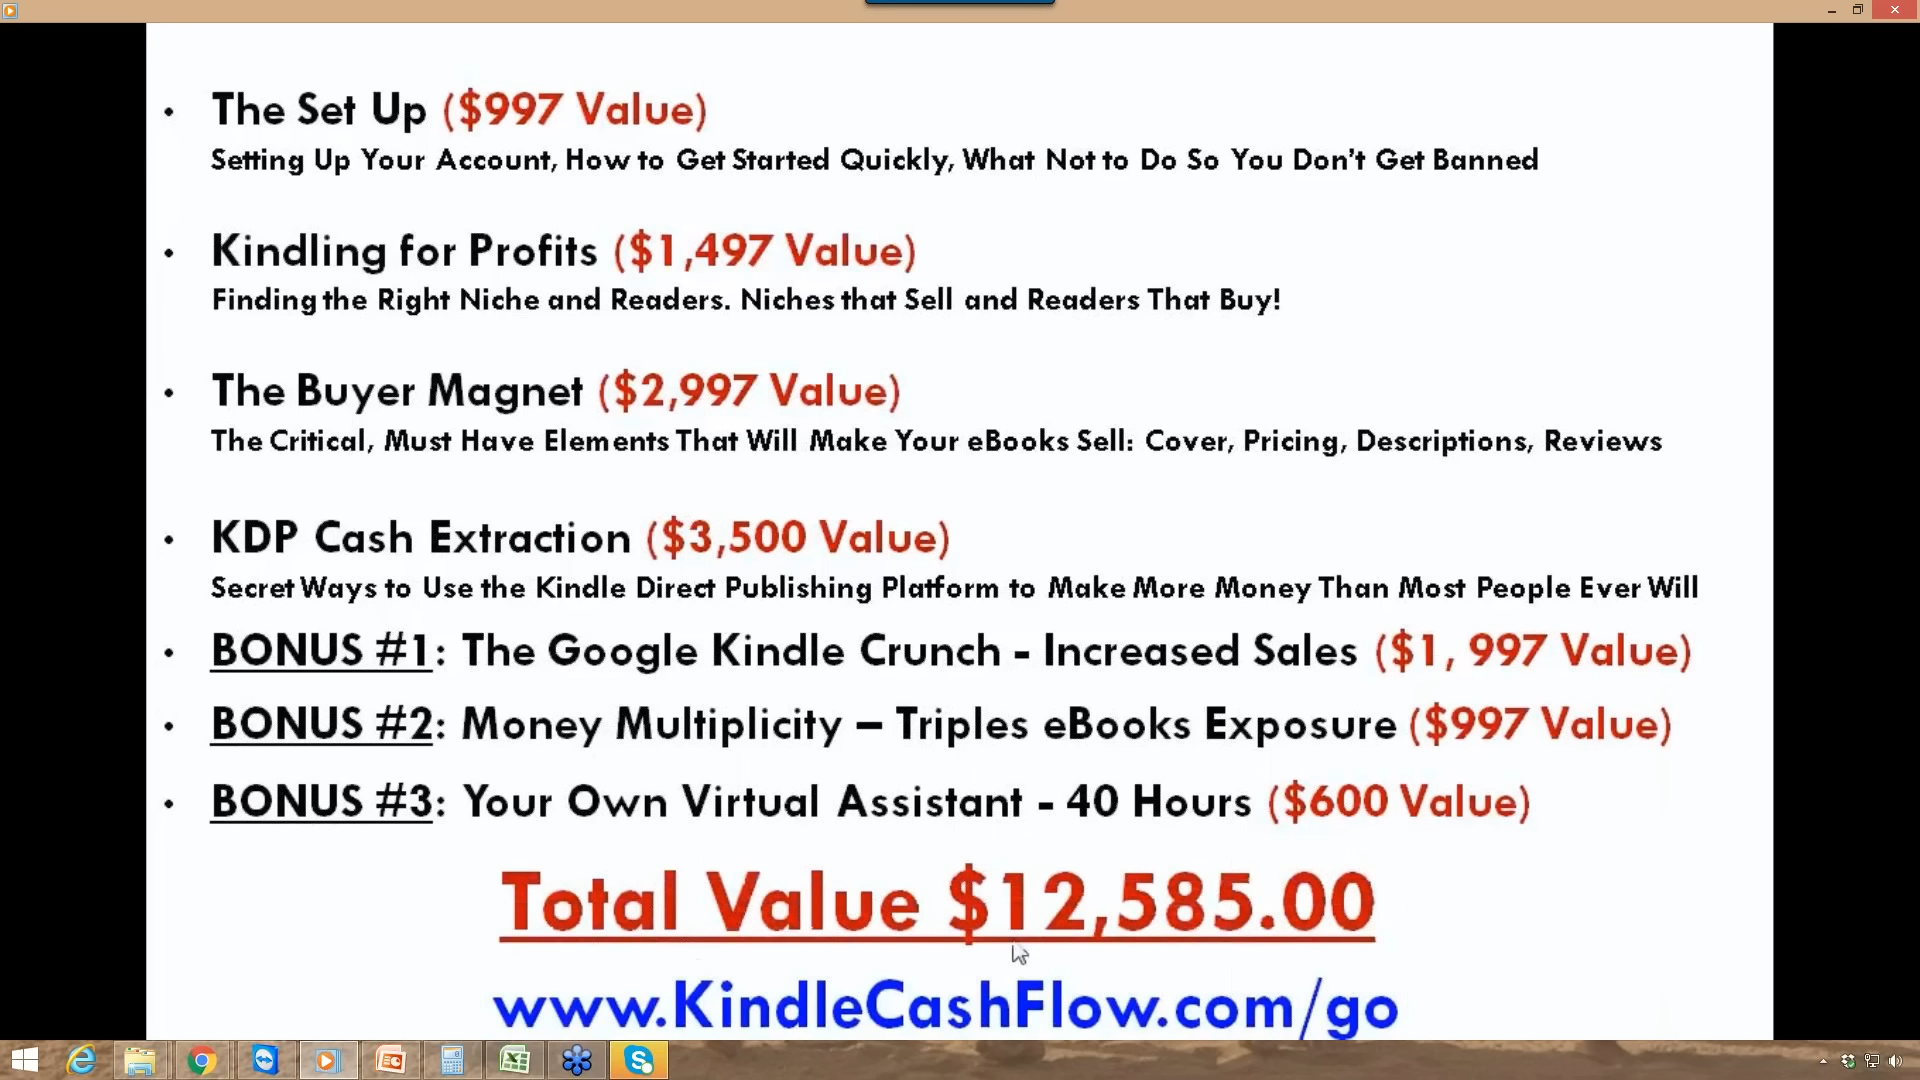 • The Set Up ($997 Value)
Setting Up Your Account, How to Get Started Quickly, What Not to Do So You Don't Get Banned
• Kindling for Profits ($1,497 Value)
Finding the Right Niche and Readers. Niches that Sell and Readers That Buy!
• The Buyer Magnet ($2,997 Value)
The Critical, Must Have Elements That Will Make Your eBooks Sell: Cover, Pricing, Descriptions, Reviews
• KDP Cash Extraction ($3,500 Value)
Secret Ways to Use the Kindle Direct Publishing Platform to Make More Money Than Most People Ever Will
• BONUS #1: The Google Kindle Crunch - Increased Sales ($1, 997 Value)
• BONUS #2: Money Multiplicity – Triples eBooks Exposure ($997 Value)
• BONUS #3: Your Own Virtual Assistant - 40 Hours ($600 Value)
Total Value $12,585.00
www.KindleCashFlow.com/go